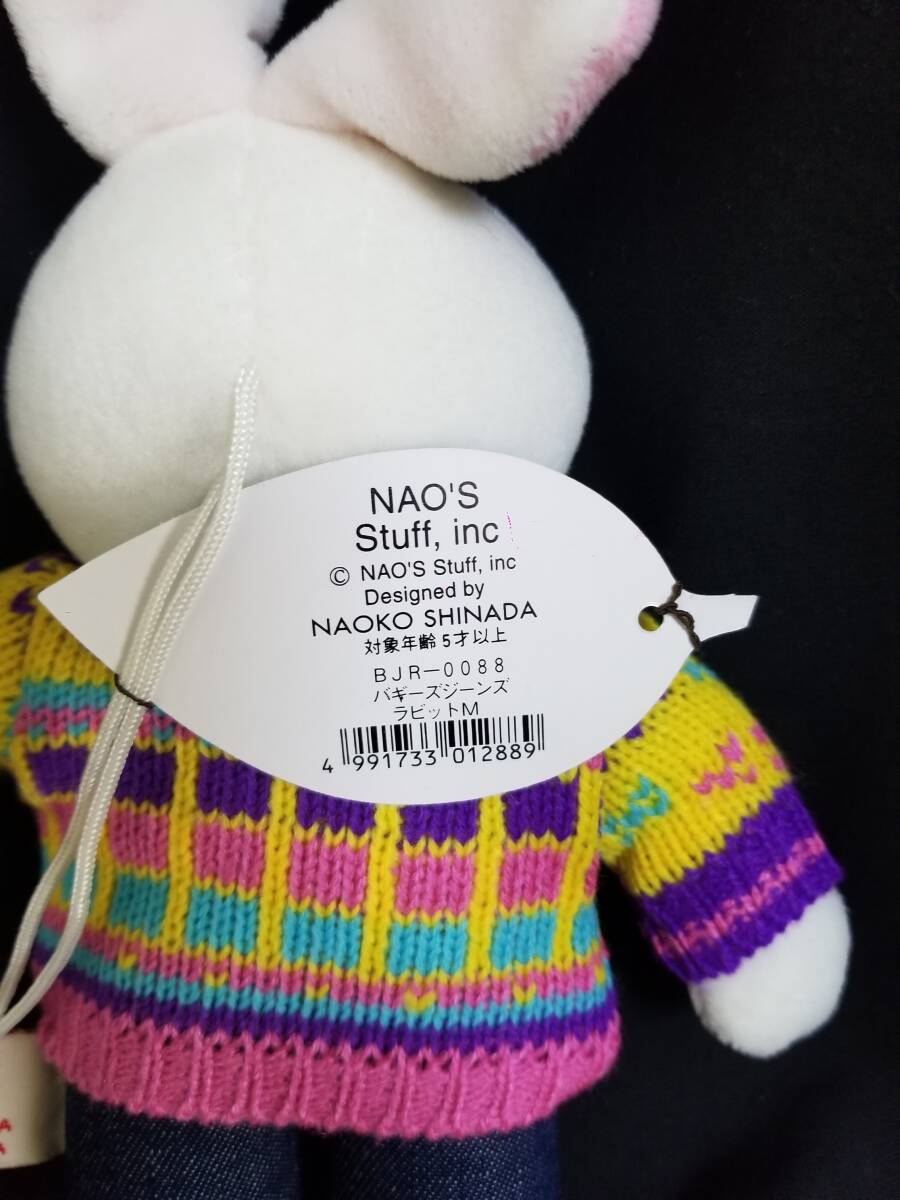 NAO'S
Stuff, inc
© NAO'S Stuff, inc
Designed by
NAOKO SHINADA
対象年齢 5才以上
BJR-0088
バギーズジーンズ
ラビットM
4 991733 012889